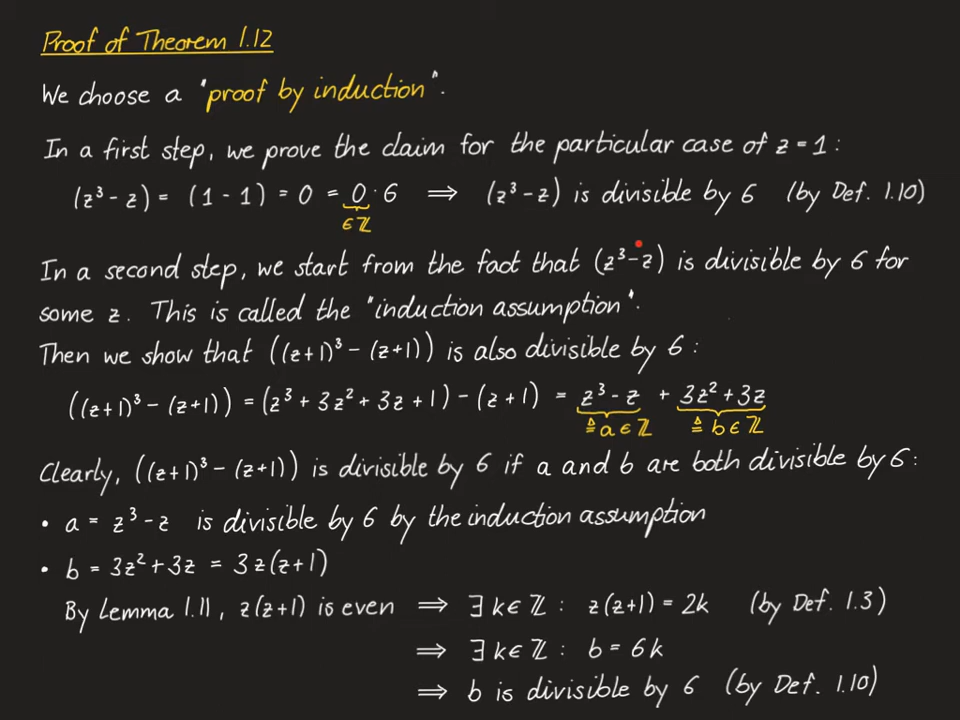 Proof of Theorem 1.12
We choose a "proof by induction".
In a first step, we prove the claim for the particular case of z = 1 :
(z³ - z) = (1 - 1) = 0 = 0 · 6 ⟹ (z³ - z) is divisible by 6 (by Def. 1.10)
∈ ℤ
In a second step, we start from the fact that (z³ - z) is divisible by 6 for
some z. This is called the "induction assumption".
Then we show that ((z+1)³ - (z+1)) is also divisible by 6 :
((z+1)³ - (z+1)) = (z³ + 3z² + 3z + 1) - (z + 1) = z³ - z + 3z² + 3z
≙ a ∈ ℤ ≙ b ∈ ℤ
Clearly, ((z+1)³ - (z+1)) is divisible by 6 if a and b are both divisible by 6 :
• a = z³ - z is divisible by 6 by the induction assumption
• b = 3z² + 3z = 3z(z+1)
By Lemma 1.11, z(z+1) is even ⟹ ∃ k ∈ ℤ : z(z+1) = 2k (by Def. 1.3)
⟹ ∃ k ∈ ℤ : b = 6k
⟹ b is divisible by 6 (by Def. 1.10)